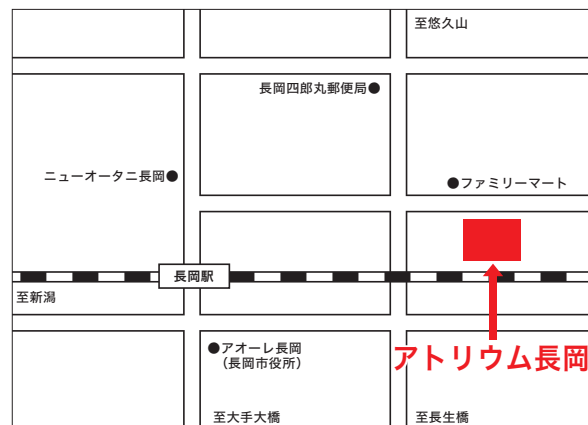 至悠久山
長岡四郎丸郵便局●
ニューオータニ長岡●
●ファミリーマート
長岡駅
至新潟
●アオーレ長岡
(長岡市役所)
アトリウム長岡
至大手大橋
至長生橋